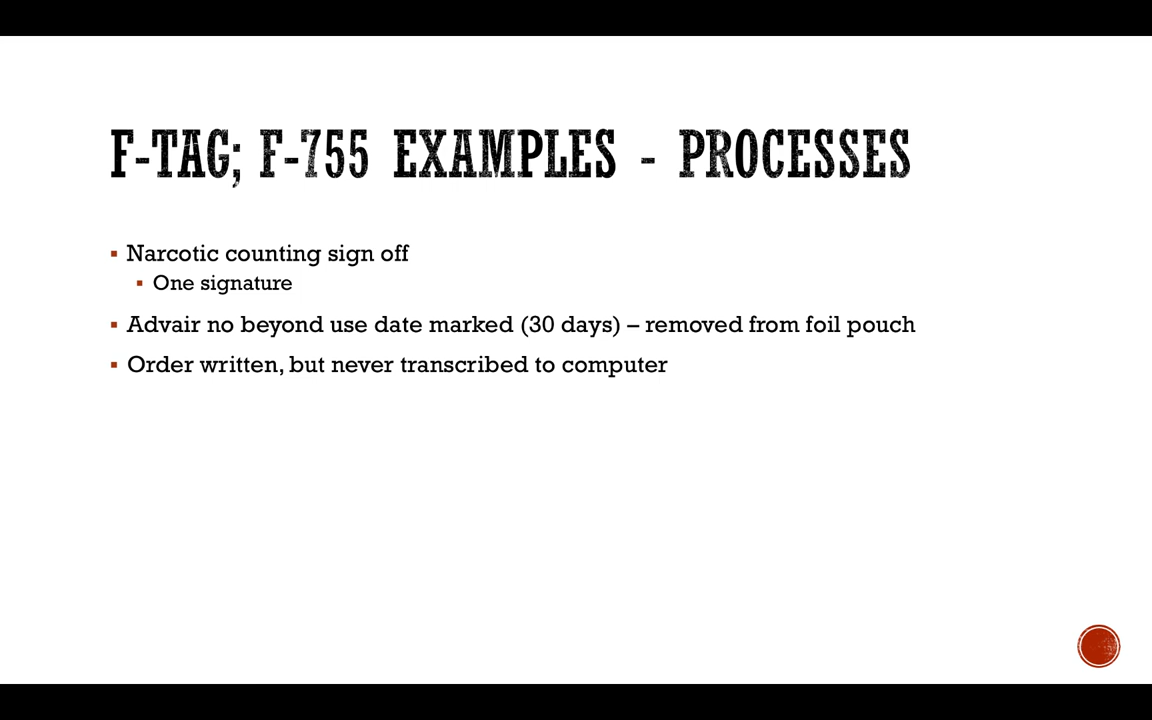 F-TAG; F-755 EXAMPLES - PROCESSES
Narcotic counting sign off
One signature
Advair no beyond use date marked (30 days) – removed from foil pouch
Order written, but never transcribed to computer